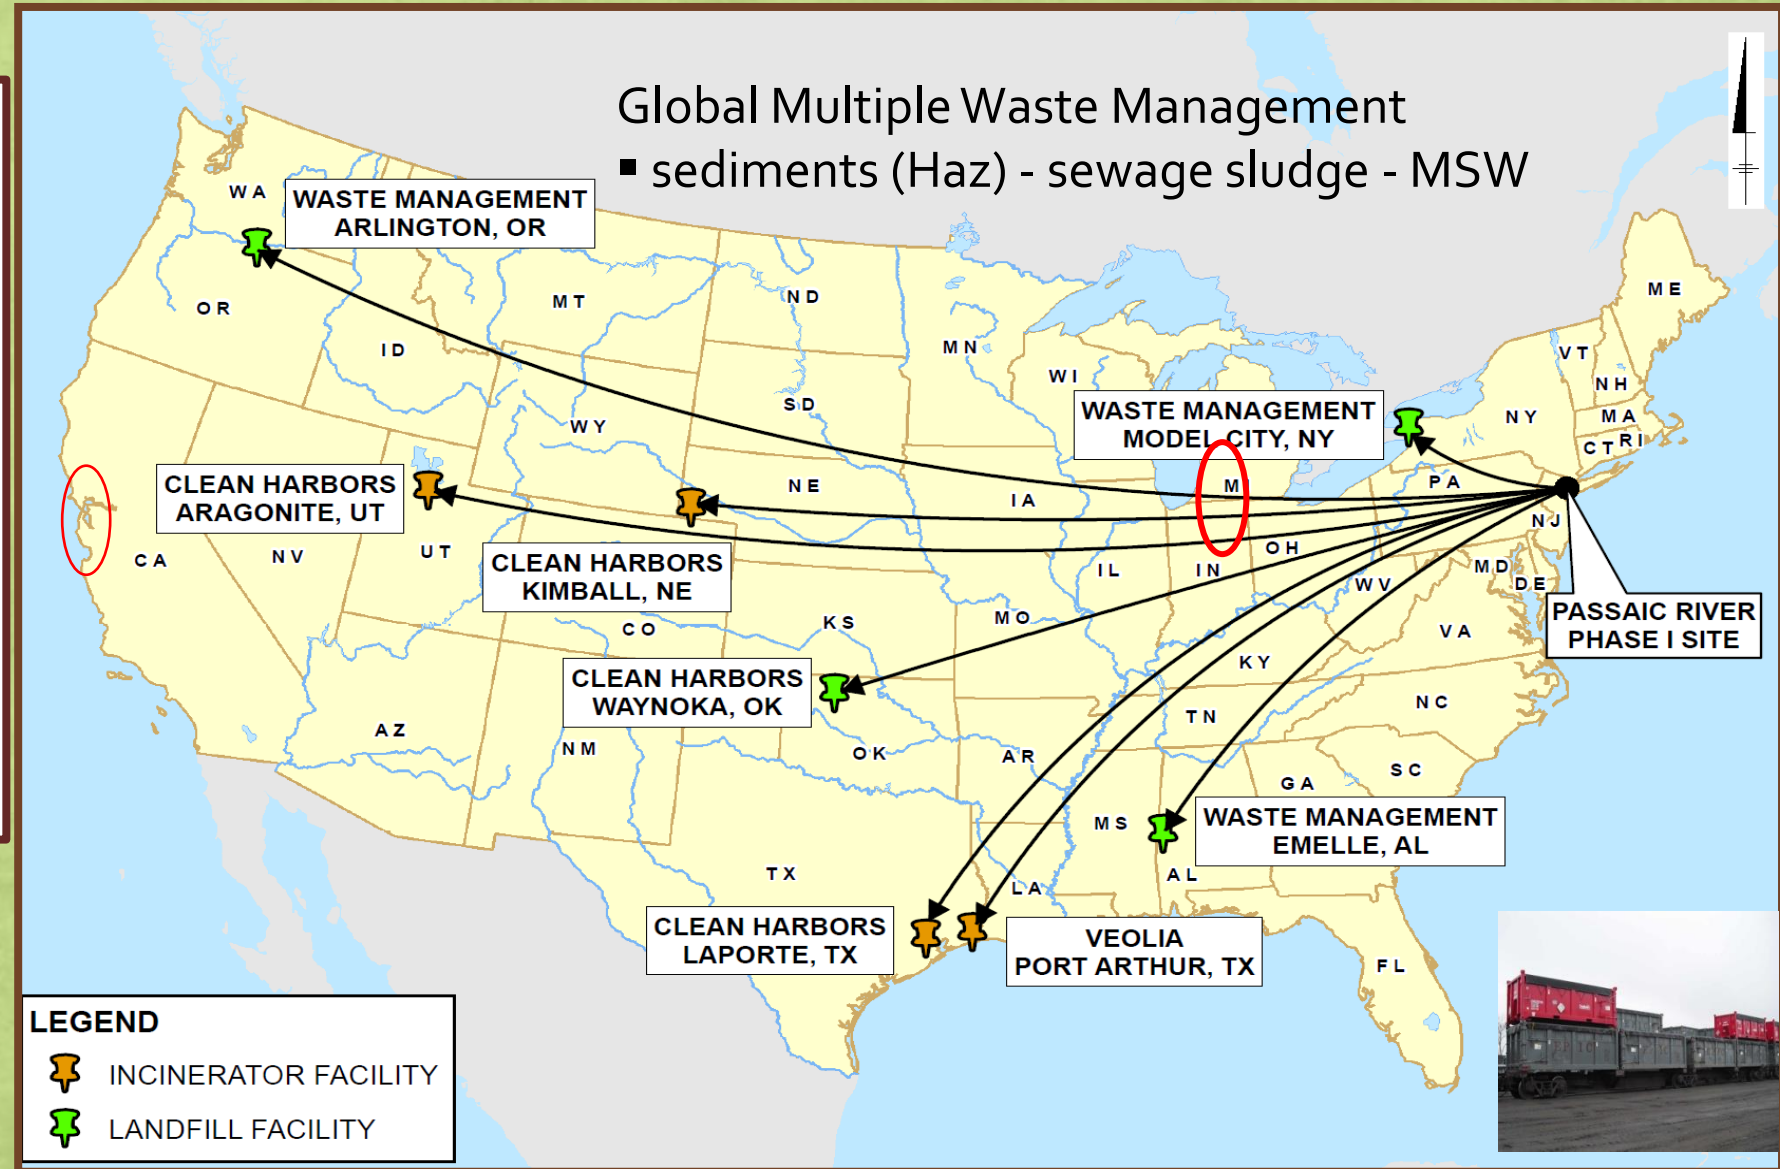 Global Multiple Waste Management
▪ sediments (Haz) - sewage sludge - MSW
WA
WASTE MANAGEMENT
ARLINGTON, OR
OR
MT
ND
ID
MN
ME
WI
VT
NH
SD
WY
WASTE MANAGEMENT
MODEL CITY, NY
NY
MA
CT
RI
CLEAN HARBORS
ARAGONITE, UT
NE
IA
M
PA
NJ
CA
NV
UT
CLEAN HARBORS
KIMBALL, NE
IL
IN
OH
WV
MD
DE
PASSAIC RIVER
PHASE I SITE
CO
KS
MO
VA
KY
CLEAN HARBORS
WAYNOKA, OK
AZ
NM
OK
AR
TN
NC
SC
GA
MS
WASTE MANAGEMENT
EMELLE, AL
AL
TX
LA
CLEAN HARBORS
LAPORTE, TX
VEOLIA
PORT ARTHUR, TX
FL
LEGEND
INCINERATOR FACILITY
LANDFILL FACILITY